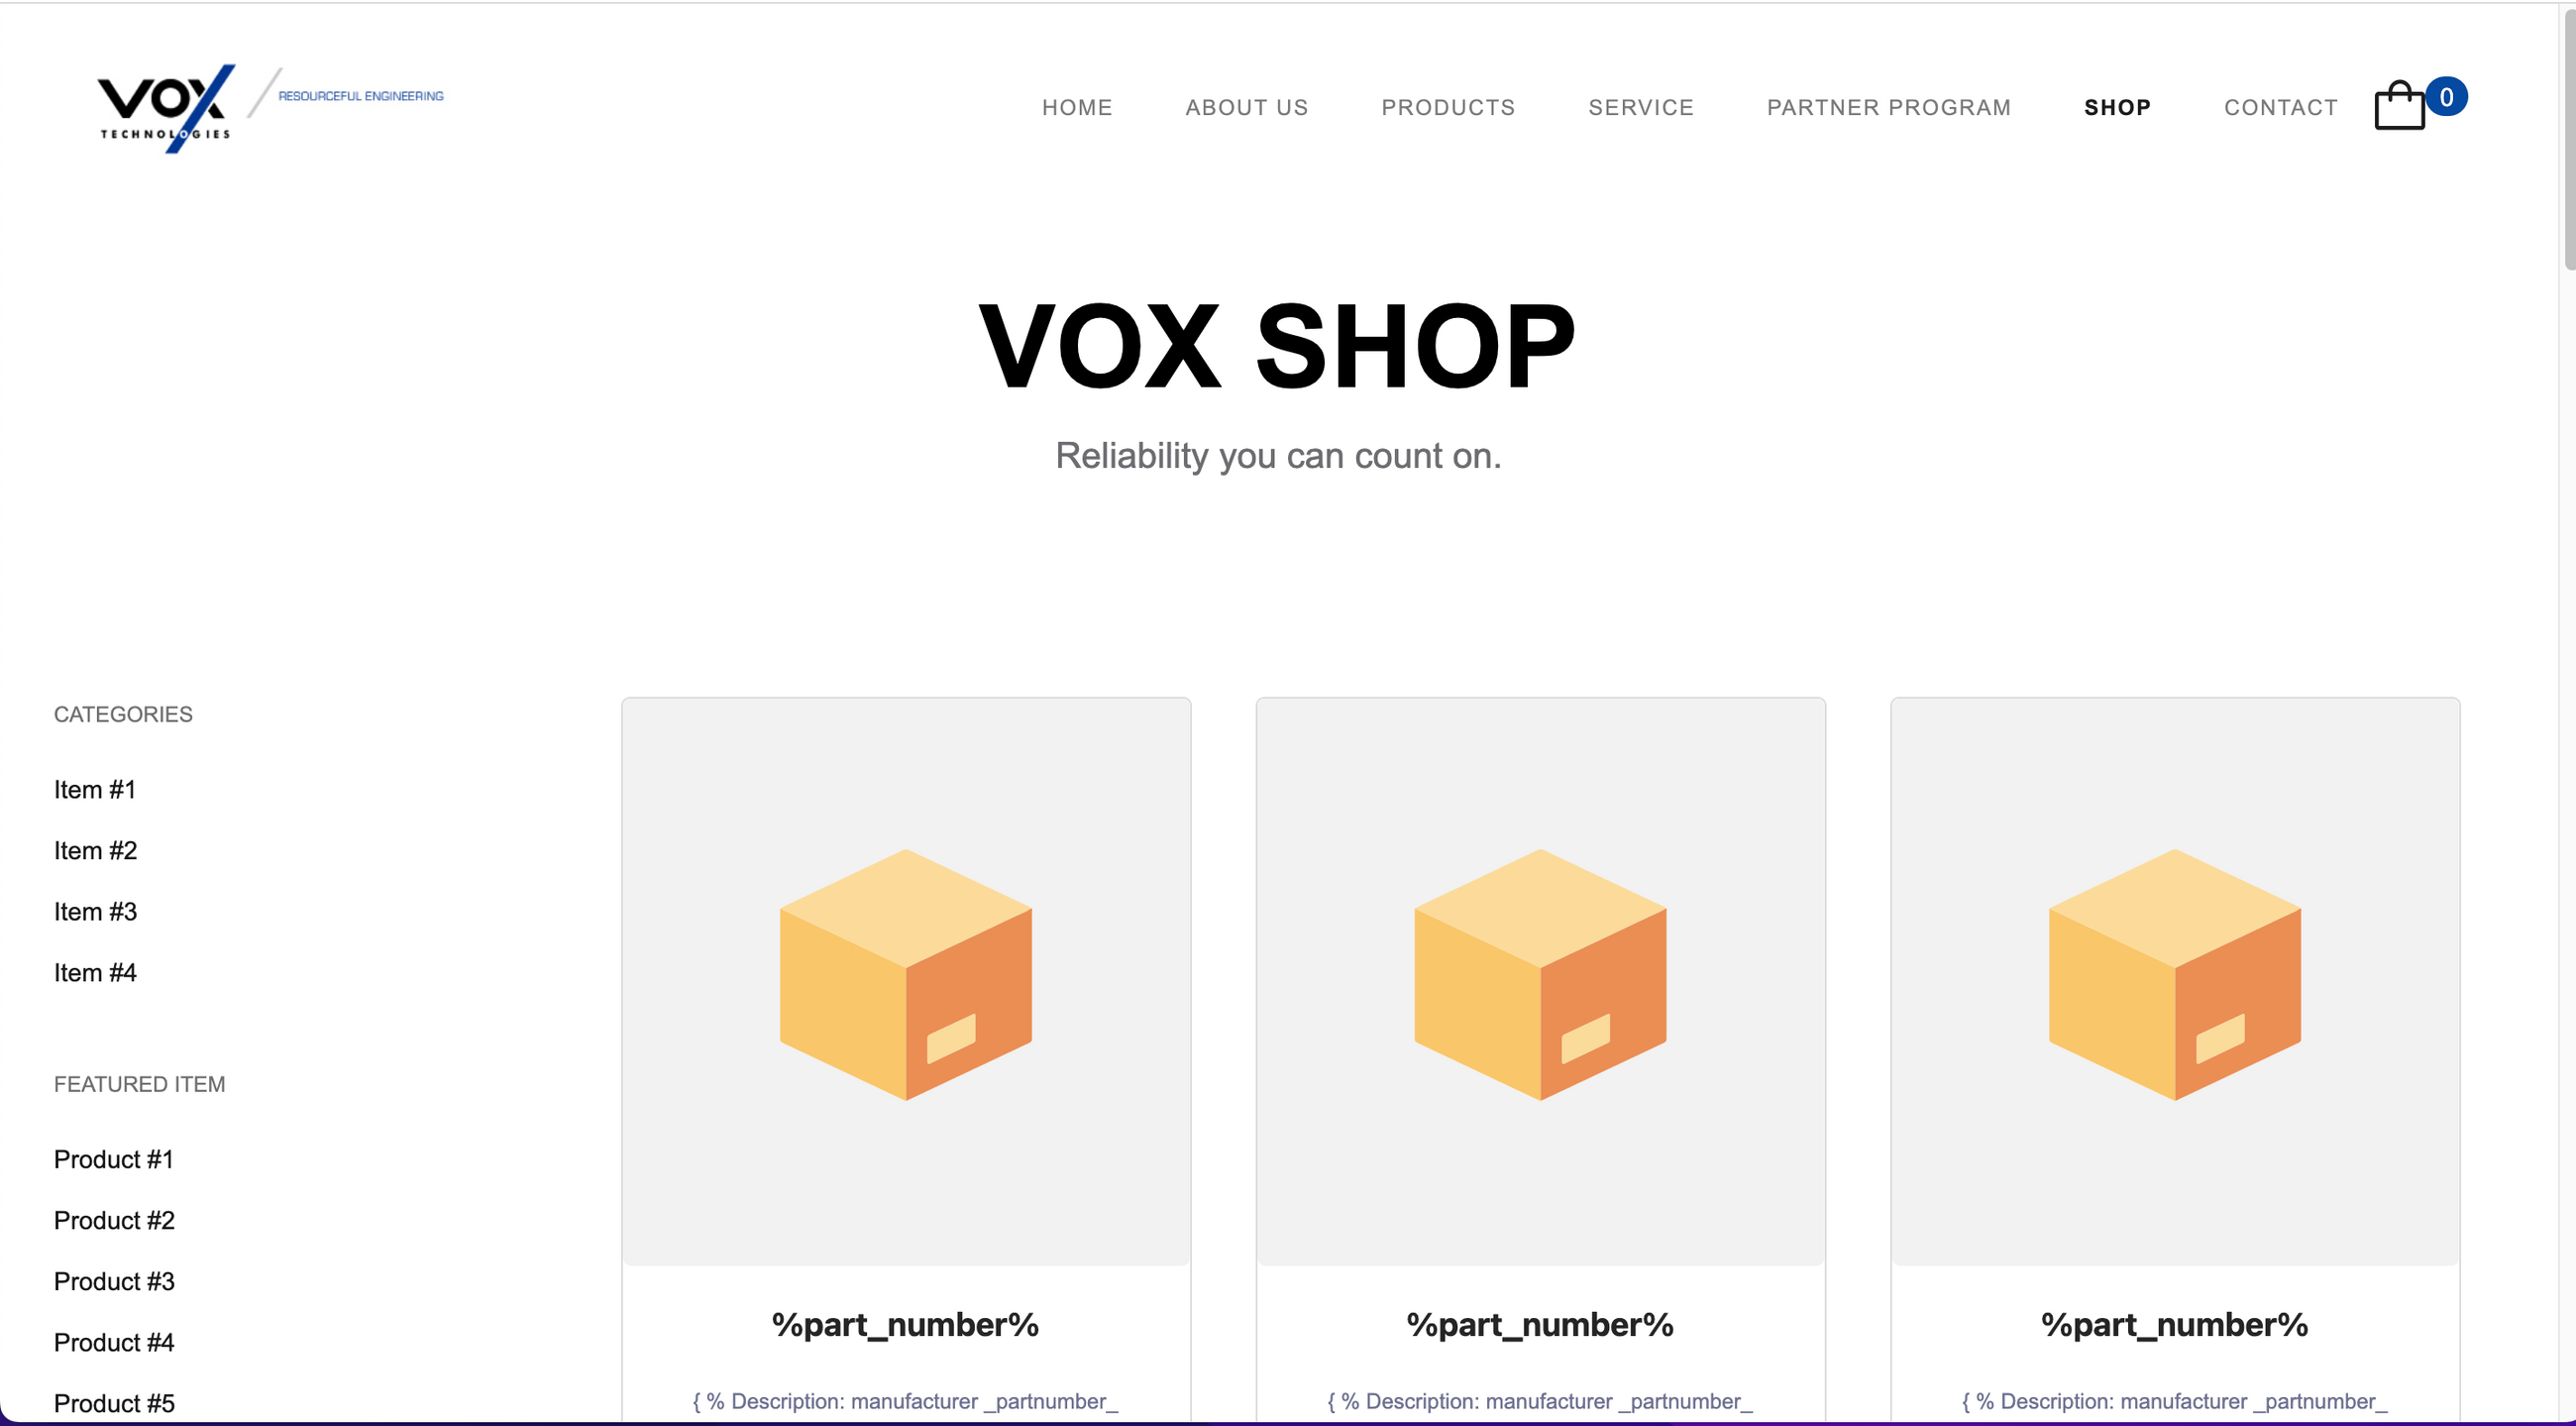 VOX
TECHNOLOGIES
RESOURCEFUL ENGINEERING
HOME ABOUT US PRODUCTS SERVICE PARTNER PROGRAM SHOP CONTACT 0
VOX SHOP
Reliability you can count on.
CATEGORIES
Item #1
Item #2
Item #3
Item #4
FEATURED ITEM
Product #1
Product #2
Product #3
Product #4
Product #5
%part_number%
{ % Description: manufacturer _partnumber_
%part_number%
{ % Description: manufacturer _partnumber_
%part_number%
{ % Description: manufacturer _partnumber_